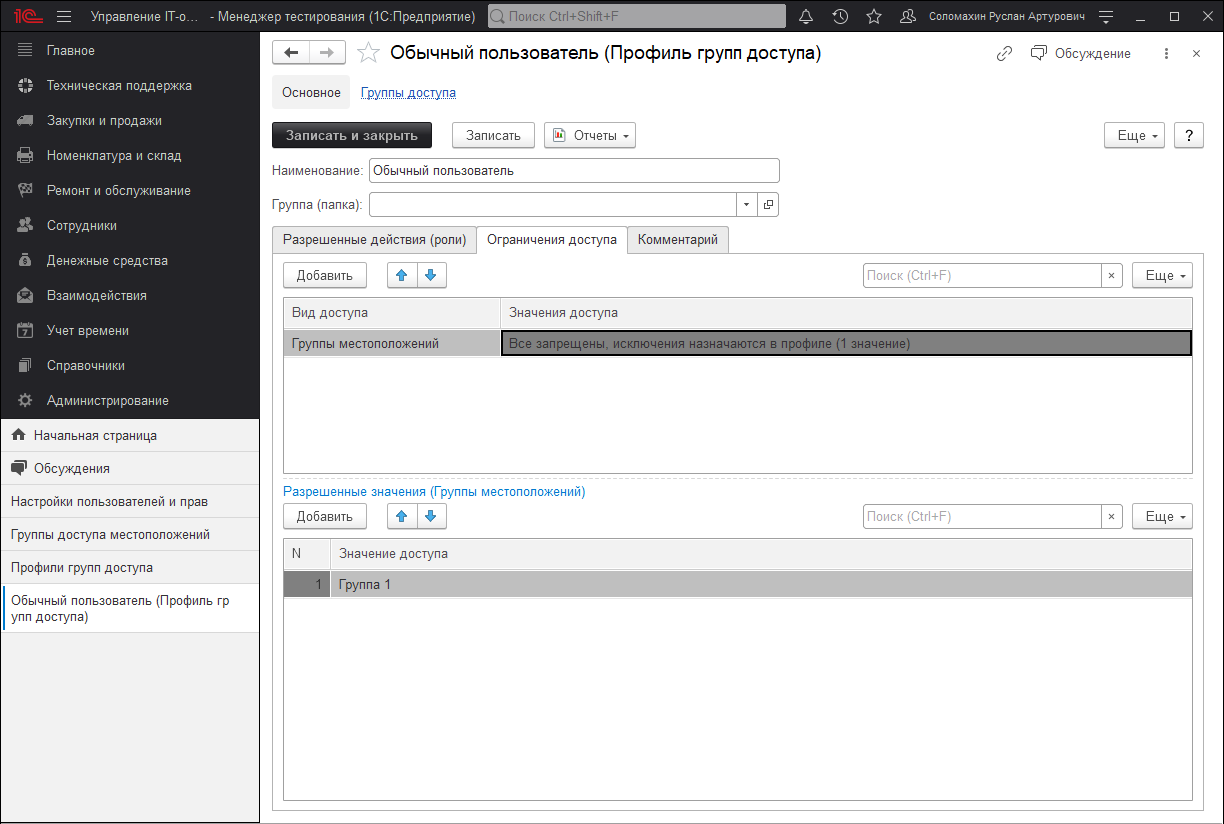 1С Управление IT-о... - Менеджер тестирования (1С:Предприятие) Поиск Ctrl+Shift+F Соломахин Руслан Артурович
Главное
Техническая поддержка
Закупки и продажи
Номенклатура и склад
Ремонт и обслуживание
Сотрудники
Денежные средства
Взаимодействия
Учет времени
Справочники
Администрирование
Начальная страница
Обсуждения
Настройки пользователей и прав
Группы доступа местоположений
Профили групп доступа
Обычный пользователь (Профиль гр
упп доступа)
Обычный пользователь (Профиль групп доступа) Обсуждение
Основное Группы доступа
Записать и закрыть Записать Отчеты Еще ?
Наименование: Обычный пользователь
Группа (папка):
Разрешенные действия (роли) Ограничения доступа Комментарий
Добавить Поиск (Ctrl+F) × Еще
Вид доступа Значения доступа
Группы местоположений Все запрещены, исключения назначаются в профиле (1 значение)
Разрешенные значения (Группы местоположений)
Добавить Поиск (Ctrl+F) × Еще
N Значение доступа
1 Группа 1